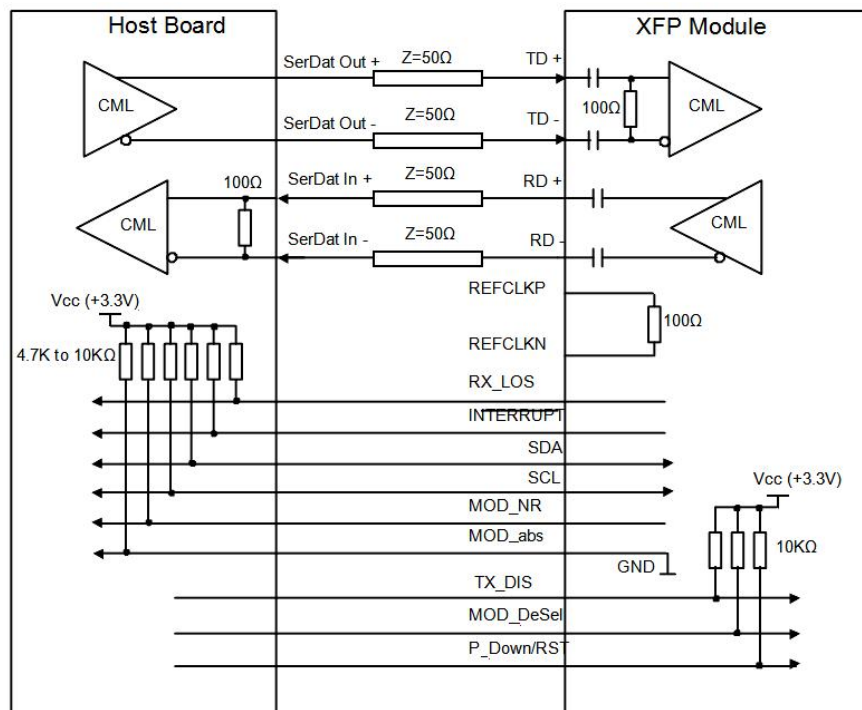 Host Board
XFP Module
SerDat Out +
Z=50Ω
TD +
CML
100Ω
CML
SerDat Out -
Z=50Ω
TD -
100Ω
SerDat In +
Z=50Ω
RD +
CML
CML
SerDat In -
Z=50Ω
RD -
REFCLKP
Vcc (+3.3V)
100Ω
4.7K to 10KΩ
REFCLKN
RX_LOS
INTERRUPT
SDA
SCL
Vcc (+3.3V)
MOD_NR
MOD_abs
10KΩ
GND
TX_DIS
MOD_DeSel
P_Down/RST